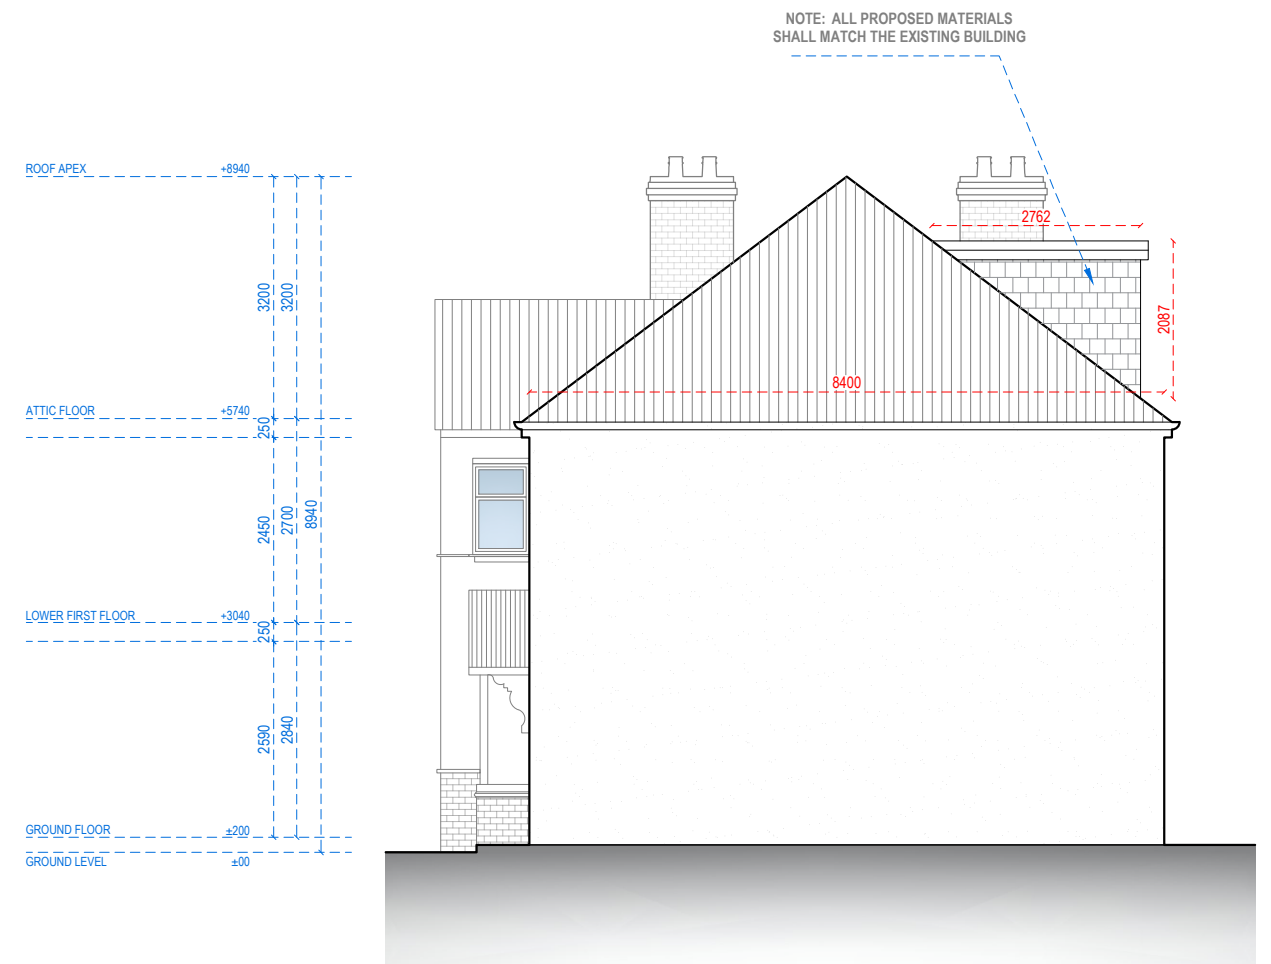 NOTE: ALL PROPOSED MATERIALS
SHALL MATCH THE EXISTING BUILDING
ROOF APEX +8940
2762
3200
3200
2087
8400
ATTIC FLOOR +5740
250
2450
2700
8940
LOWER FIRST FLOOR +3040
250
2590
2840
GROUND FLOOR ±200
GROUND LEVEL ±00